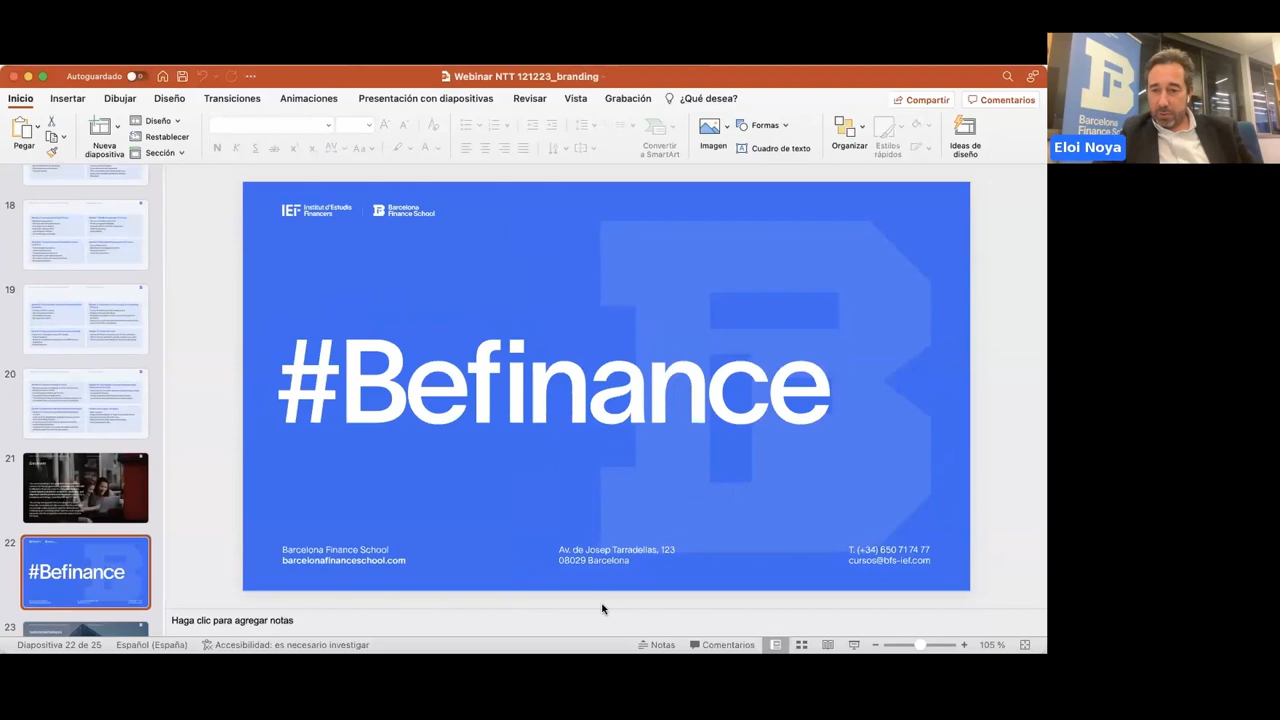 Autoguardado
Webinar NTT 121223_branding
Inicio
Insertar
Dibujar
Diseño
Transiciones
Animaciones
Presentación con diapositivas
Revisar
Vista
Grabación
¿Qué desea?
Compartir
Comentarios
Pegar
Nueva
diapositiva
Diseño
Restablecer
Sección
Convertir
a SmartArt
Imagen
Formas
Cuadro de texto
Organizar
Estilos
rápidos
Ideas de
diseño
Barcelona
Finance School
Eloi Noya
18
19
20
21
22
#Befinance
23
IEF Institut d'Estudis
Financers
Barcelona
Finance School
#Befinance
Barcelona Finance School
barcelonafinanceschool.com
Av. de Josep Tarradellas, 123
08029 Barcelona
T. (+34) 650 71 74 77
cursos@bfs-ief.com
Haga clic para agregar notas
Diapositiva 22 de 25
Español (España)
Accesibilidad: es necesario investigar
Notas
Comentarios
105 %